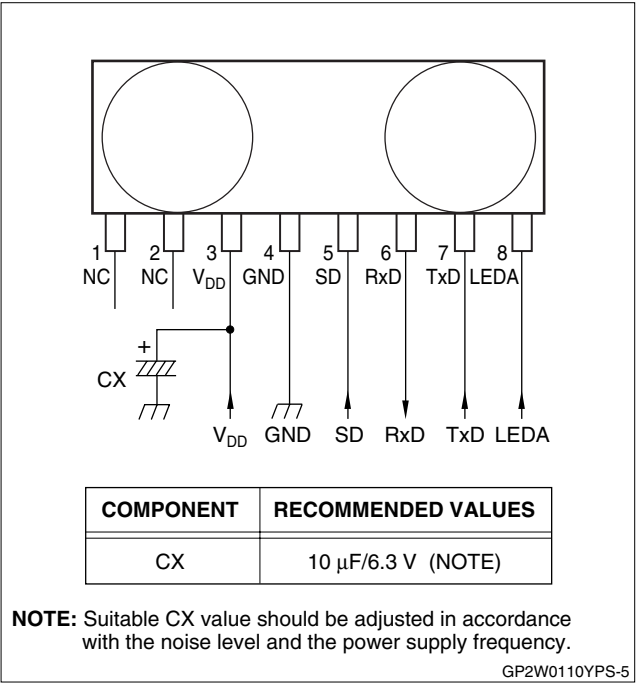 1 2 3 4 5 6 7 8
NC NC V_DD GND SD RxD TxD LEDA
+
CX
V_DD GND SD RxD TxD LEDA
COMPONENT RECOMMENDED VALUES
CX 10 µF/6.3 V (NOTE)
NOTE: Suitable CX value should be adjusted in accordance
with the noise level and the power supply frequency.
GP2W0110YPS-5